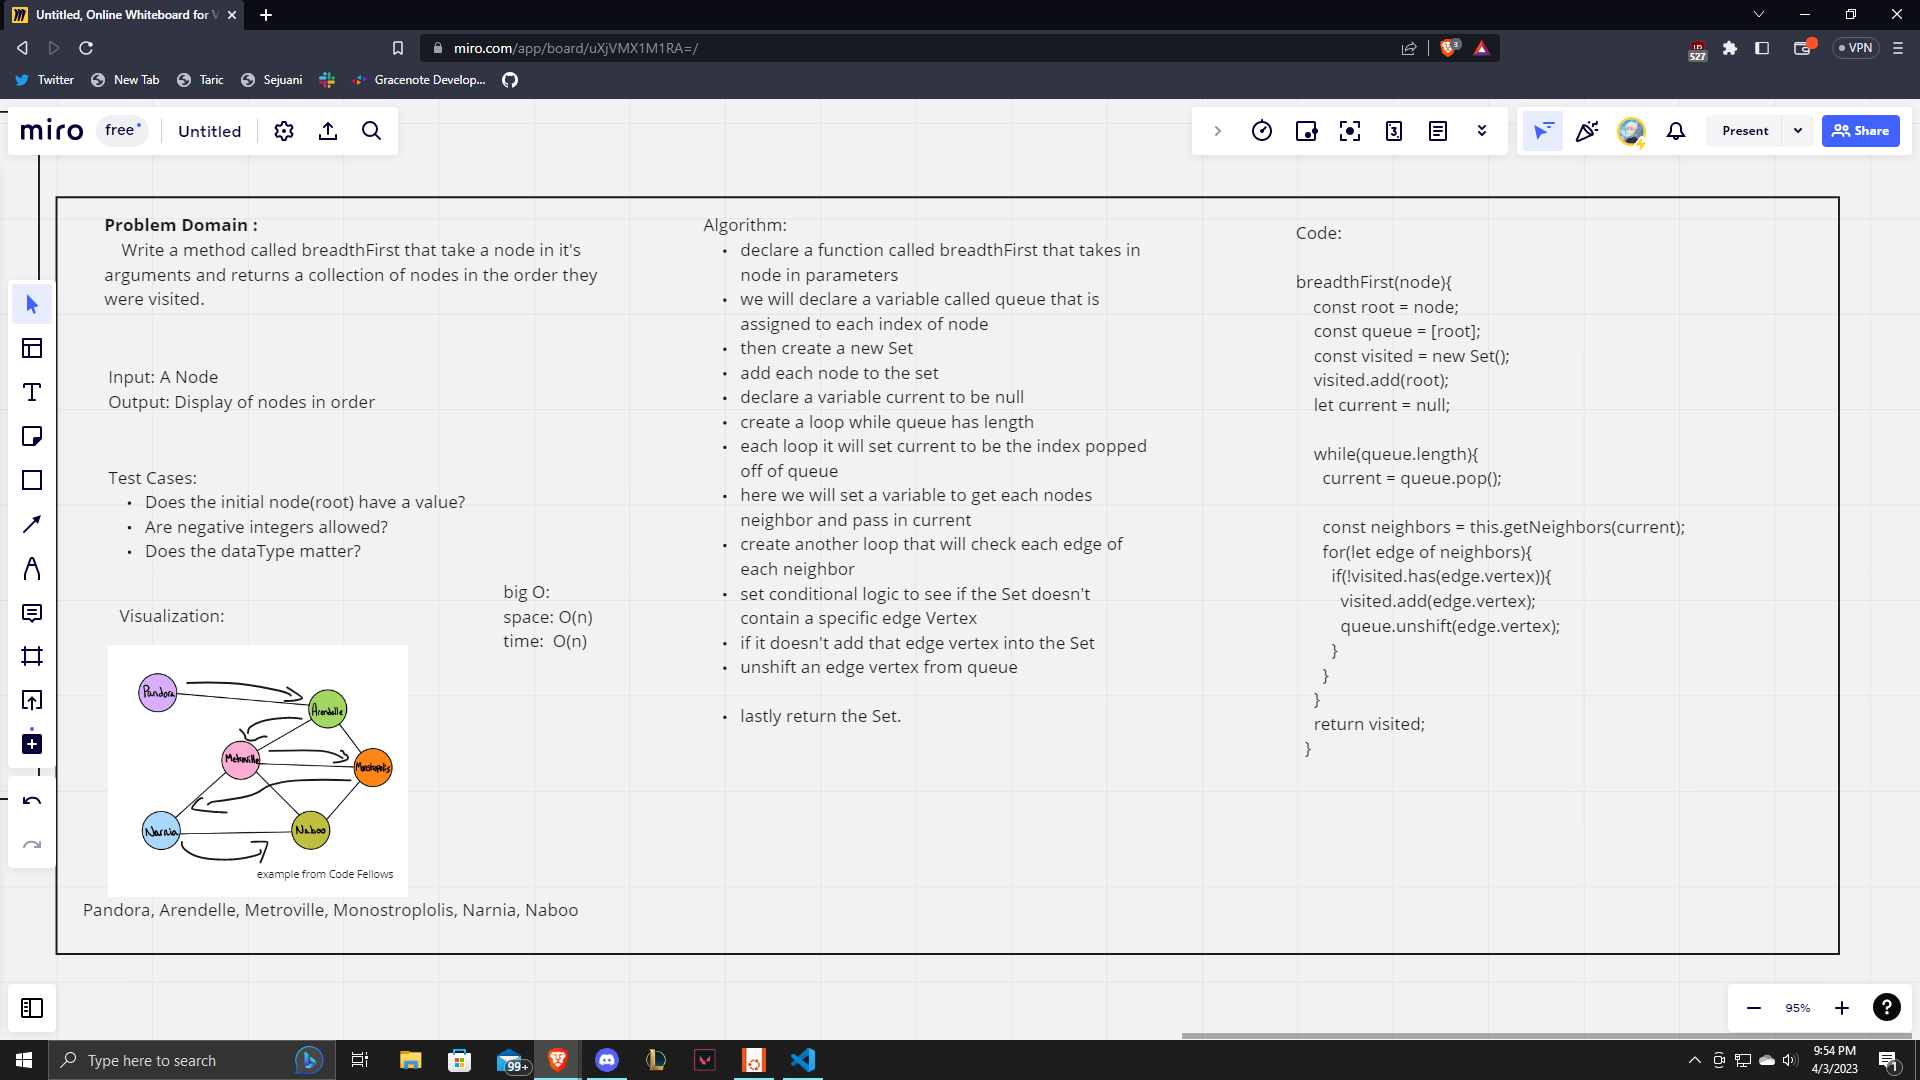 Untitled, Online Whiteboard for V
miro.com/app/board/uXjVMX1M1RA=/
3
527
VPN
Twitter
New Tab
Taric
Sejuani
Gracenote Develop...
miro
free
Untitled
3
Present
Share
Problem Domain :
Write a method called breadthFirst that take a node in it's
arguments and returns a collection of nodes in the order they
were visited.
Input: A Node
Output: Display of nodes in order
Test Cases:
• Does the initial node(root) have a value?
• Are negative integers allowed?
• Does the dataType matter?
big O:
space: O(n)
time:  O(n)
Visualization:
Pandora
Arendelle
Metroville
Monstropolis
Narnia
Naboo
example from Code Fellows
Pandora, Arendelle, Metroville, Monostroplolis, Narnia, Naboo
Algorithm:
• declare a function called breadthFirst that takes in
node in parameters
• we will declare a variable called queue that is
assigned to each index of node
• then create a new Set
• add each node to the set
• declare a variable current to be null
• create a loop while queue has length
• each loop it will set current to be the index popped
off of queue
• here we will set a variable to get each nodes
neighbor and pass in current
• create another loop that will check each edge of
each neighbor
• set conditional logic to see if the Set doesn't
contain a specific edge Vertex
• if it doesn't add that edge vertex into the Set
• unshift an edge vertex from queue
• lastly return the Set.
Code:
breadthFirst(node){
const root = node;
const queue = [root];
const visited = new Set();
visited.add(root);
let current = null;
while(queue.length){
current = queue.pop();
const neighbors = this.getNeighbors(current);
for(let edge of neighbors){
if(!visited.has(edge.vertex)){
visited.add(edge.vertex);
queue.unshift(edge.vertex);
}
}
}
return visited;
}
95%
?
Type here to search
99+
9:54 PM
4/3/2023
1